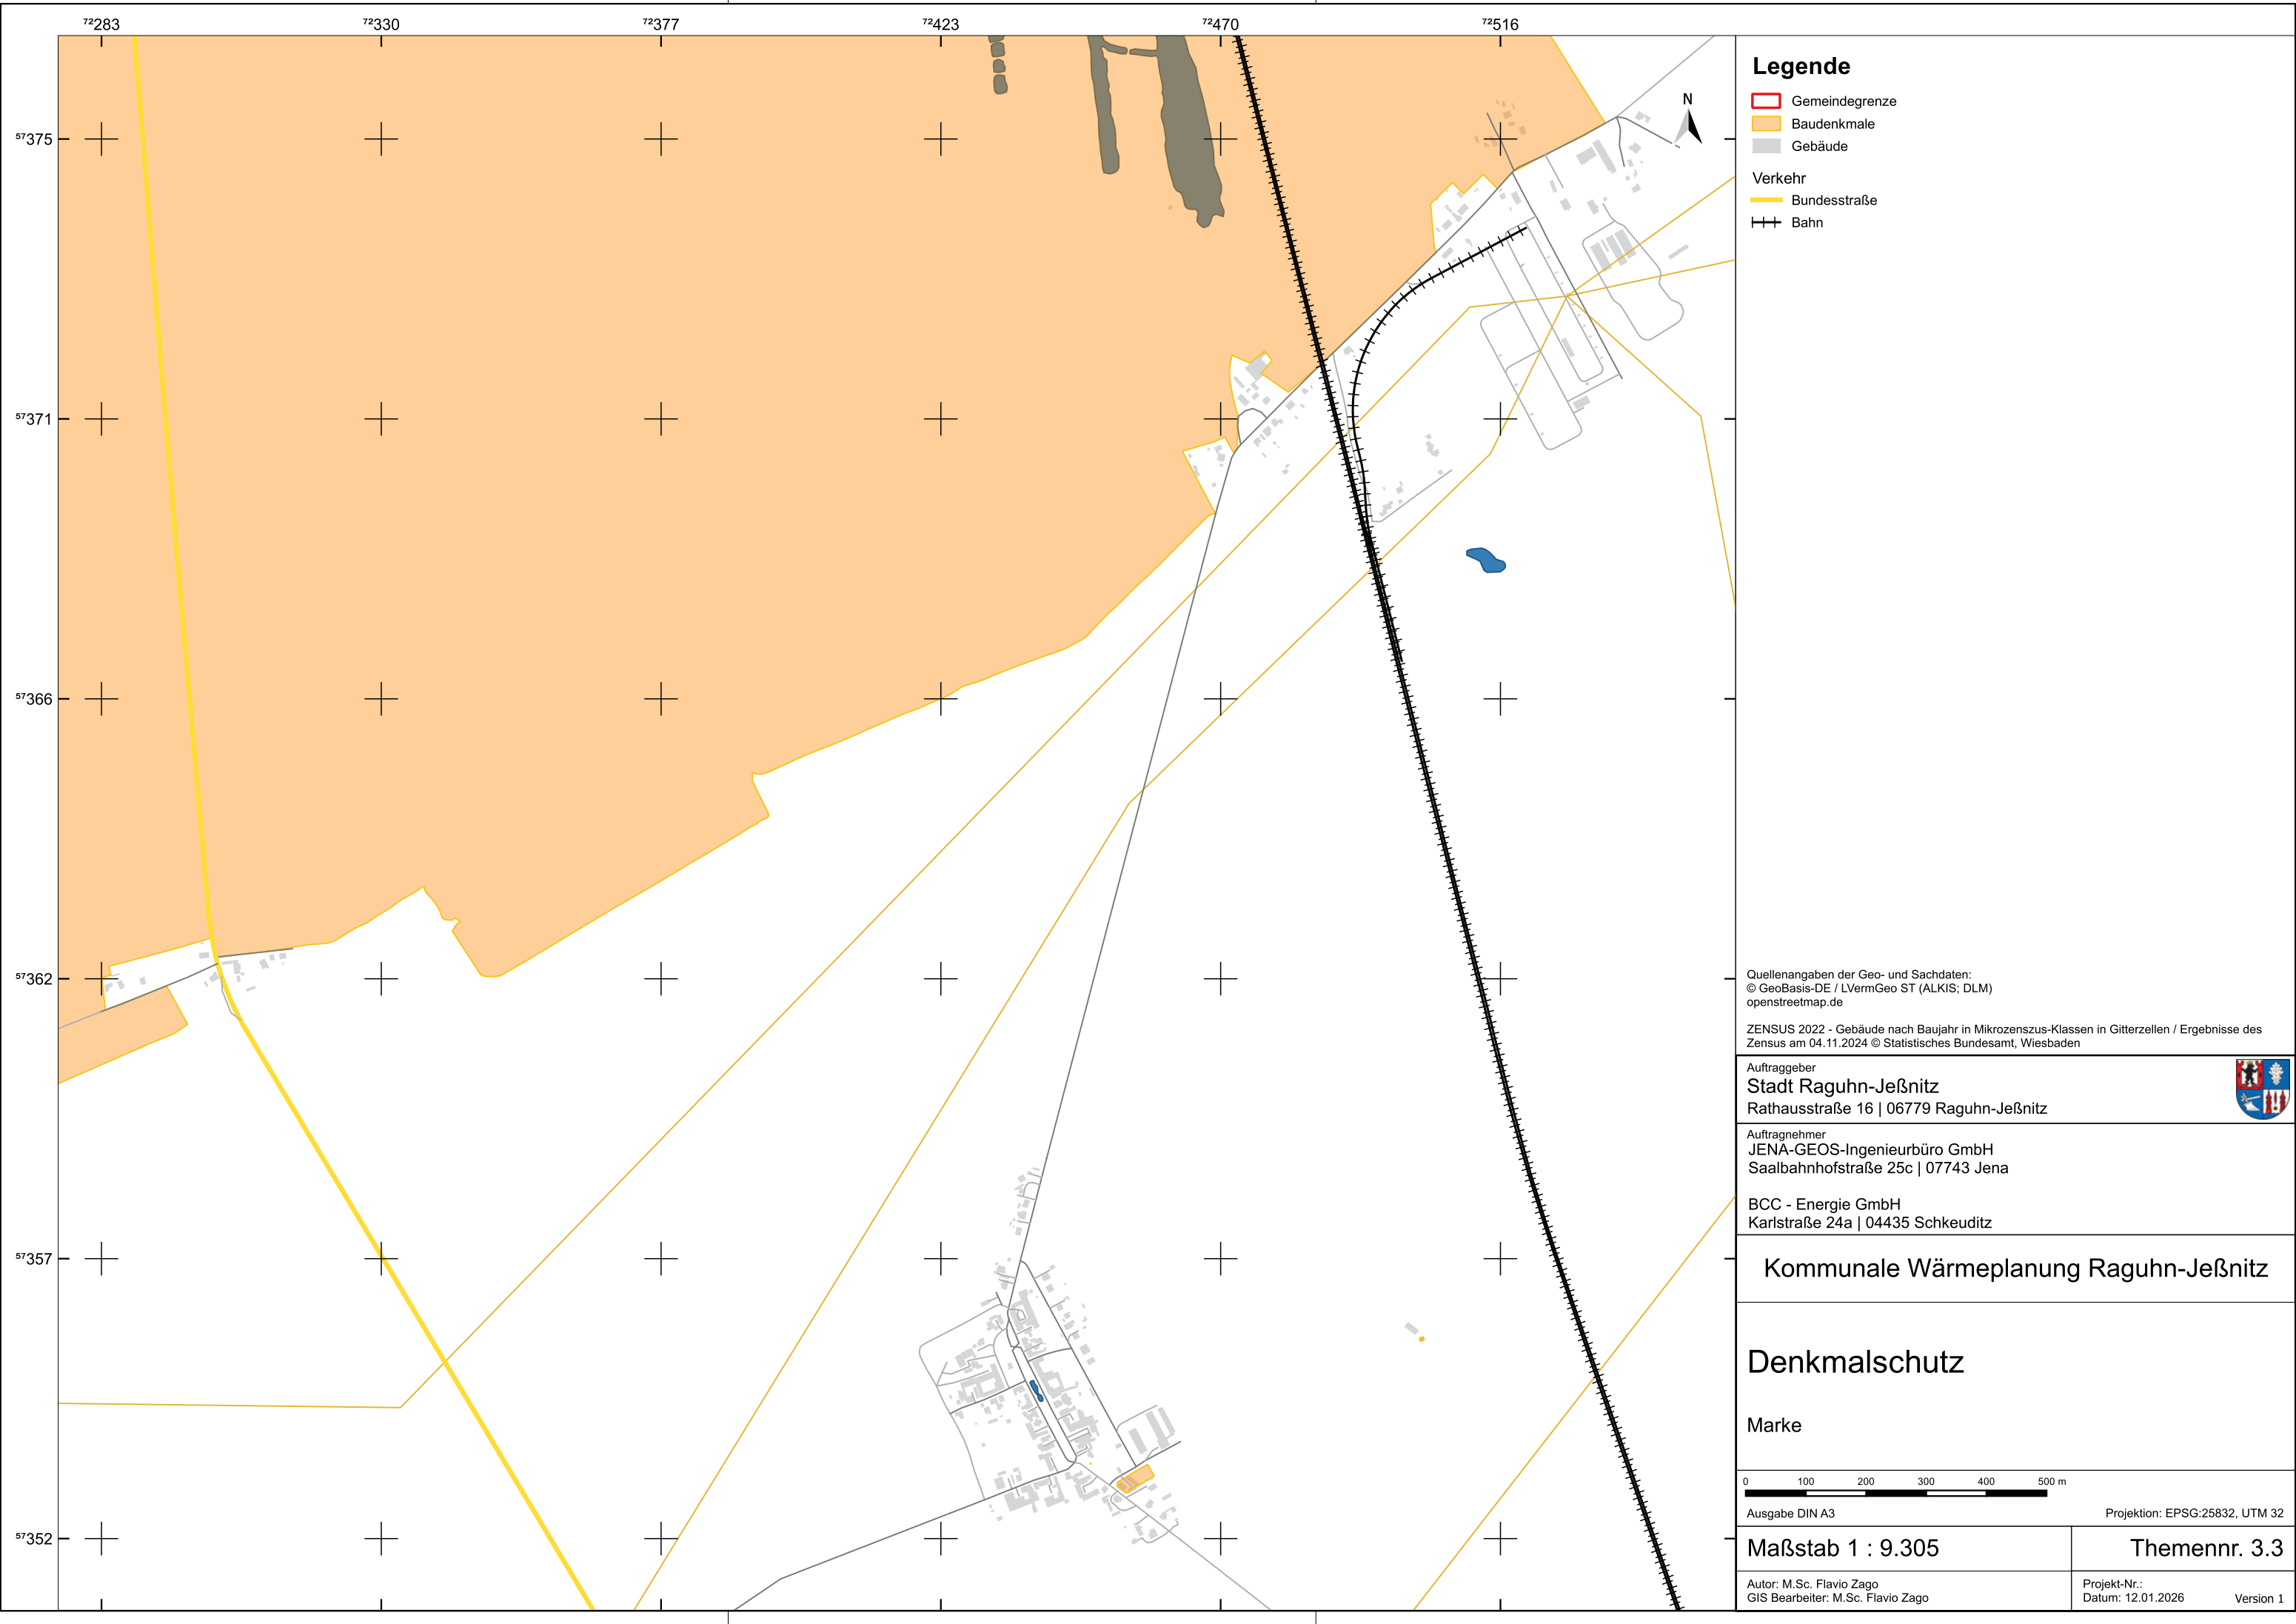 ⁷²283 ⁷²330 ⁷²377 ⁷²423 ⁷²470 ⁷²516
⁵⁷375
⁵⁷371
⁵⁷366
⁵⁷362
⁵⁷357
⁵⁷352
N
Legende
Gemeindegrenze
Baudenkmale
Gebäude
Verkehr
Bundesstraße
Bahn
Quellenangaben der Geo- und Sachdaten:
© GeoBasis-DE / LVermGeo ST (ALKIS; DLM)
openstreetmap.de
ZENSUS 2022 - Gebäude nach Baujahr in Mikrozenszus-Klassen in Gitterzellen / Ergebnisse des
Zensus am 04.11.2024 © Statistisches Bundesamt, Wiesbaden
Auftraggeber
Stadt Raguhn-Jeßnitz
Rathausstraße 16 | 06779 Raguhn-Jeßnitz
Auftragnehmer
JENA-GEOS-Ingenieurbüro GmbH
Saalbahnhofstraße 25c | 07743 Jena
BCC - Energie GmbH
Karlstraße 24a | 04435 Schkeuditz
Kommunale Wärmeplanung Raguhn-Jeßnitz
Denkmalschutz
Marke
0 100 200 300 400 500 m
Ausgabe DIN A3 Projektion: EPSG:25832, UTM 32
Maßstab 1 : 9.305 Themennr. 3.3
Autor: M.Sc. Flavio Zago Projekt-Nr.:
GIS Bearbeiter: M.Sc. Flavio Zago Datum: 12.01.2026 Version 1